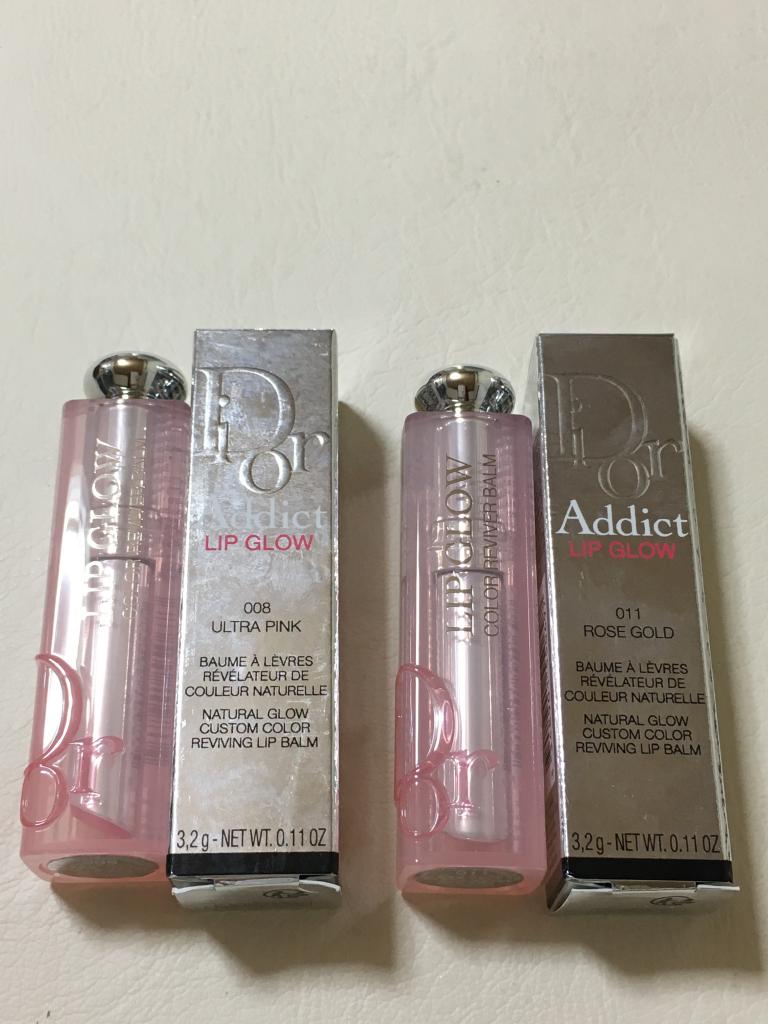 LIP GLOW
COLOR REVIVER BALM
Dior
Dior
Addict
LIP GLOW
008
ULTRA PINK
BAUME À LÈVRES
RÉVÉLATEUR DE
COULEUR NATURELLE
NATURAL GLOW
CUSTOM COLOR
REVIVING LIP BALM
3,2 g - NET WT. 0.11 OZ
LIP GLOW
COLOR REVIVER BALM
Dior
Dior
Addict
LIP GLOW
011
ROSE GOLD
BAUME À LÈVRES
RÉVÉLATEUR DE
COULEUR NATURELLE
NATURAL GLOW
CUSTOM COLOR
REVIVING LIP BALM
3,2 g - NET WT. 0.11 OZ